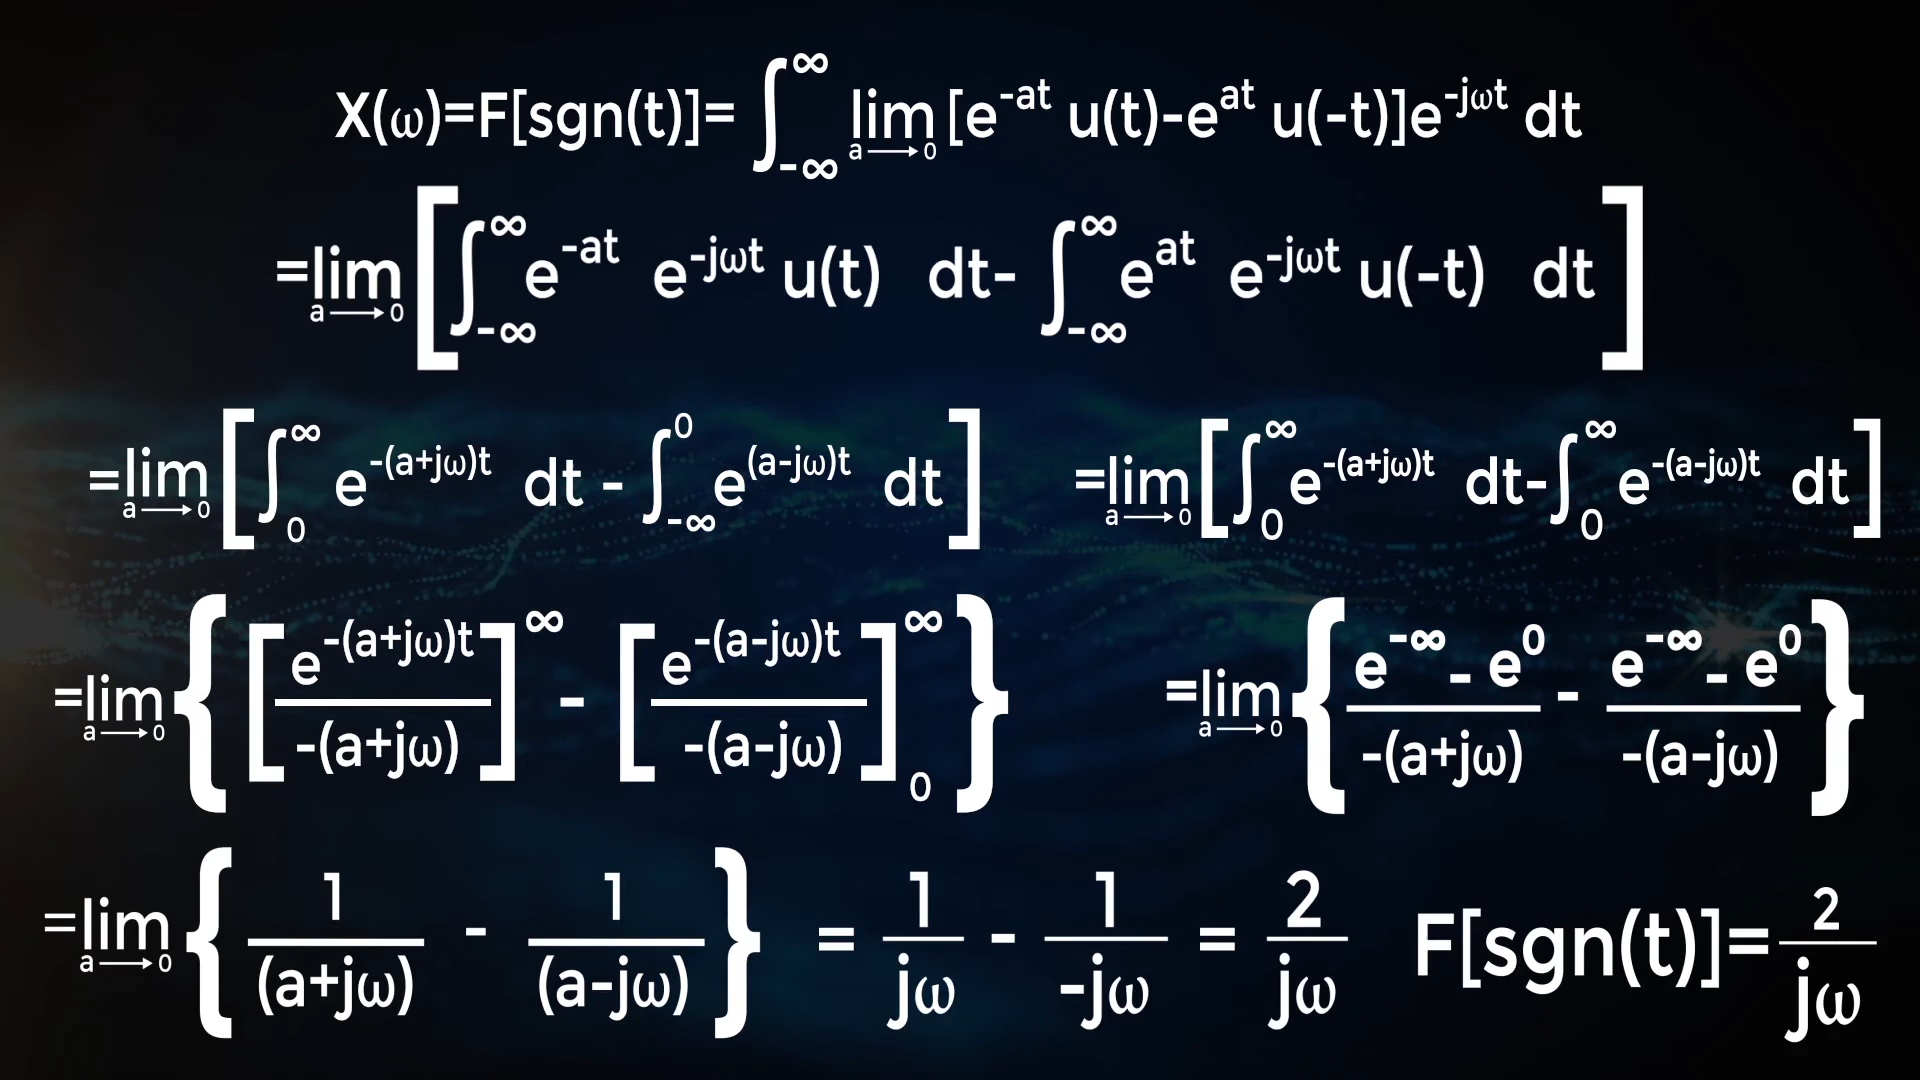 X(ω)=F[sgn(t)]= ∫_{-∞}^{∞} lim_{a→0} [e^{-at} u(t)-e^{at} u(-t)]e^{-jωt} dt
=lim_{a→0} [∫_{-∞}^{∞} e^{-at} e^{-jωt} u(t) dt- ∫_{-∞}^{∞} e^{at} e^{-jωt} u(-t) dt]
=lim_{a→0} [∫_{0}^{∞} e^{-(a+jω)t} dt - ∫_{-∞}^{0} e^{(a-jω)t} dt] =lim_{a→0} [∫_{0}^{∞} e^{-(a+jω)t} dt-∫_{0}^{∞} e^{-(a-jω)t} dt]
=lim_{a→0} {[e^{-(a+jω)t}/-(a+jω)]^{∞} - [e^{-(a-jω)t}/-(a-jω)]_{0}^{∞}} =lim_{a→0} {(e^{-∞} - e^{0})/-(a+jω) - (e^{-∞} - e^{0})/-(a-jω)}
=lim_{a→0} {1/(a+jω) - 1/(a-jω)} = 1/jω - 1/-jω = 2/jω F[sgn(t)]=2/jω